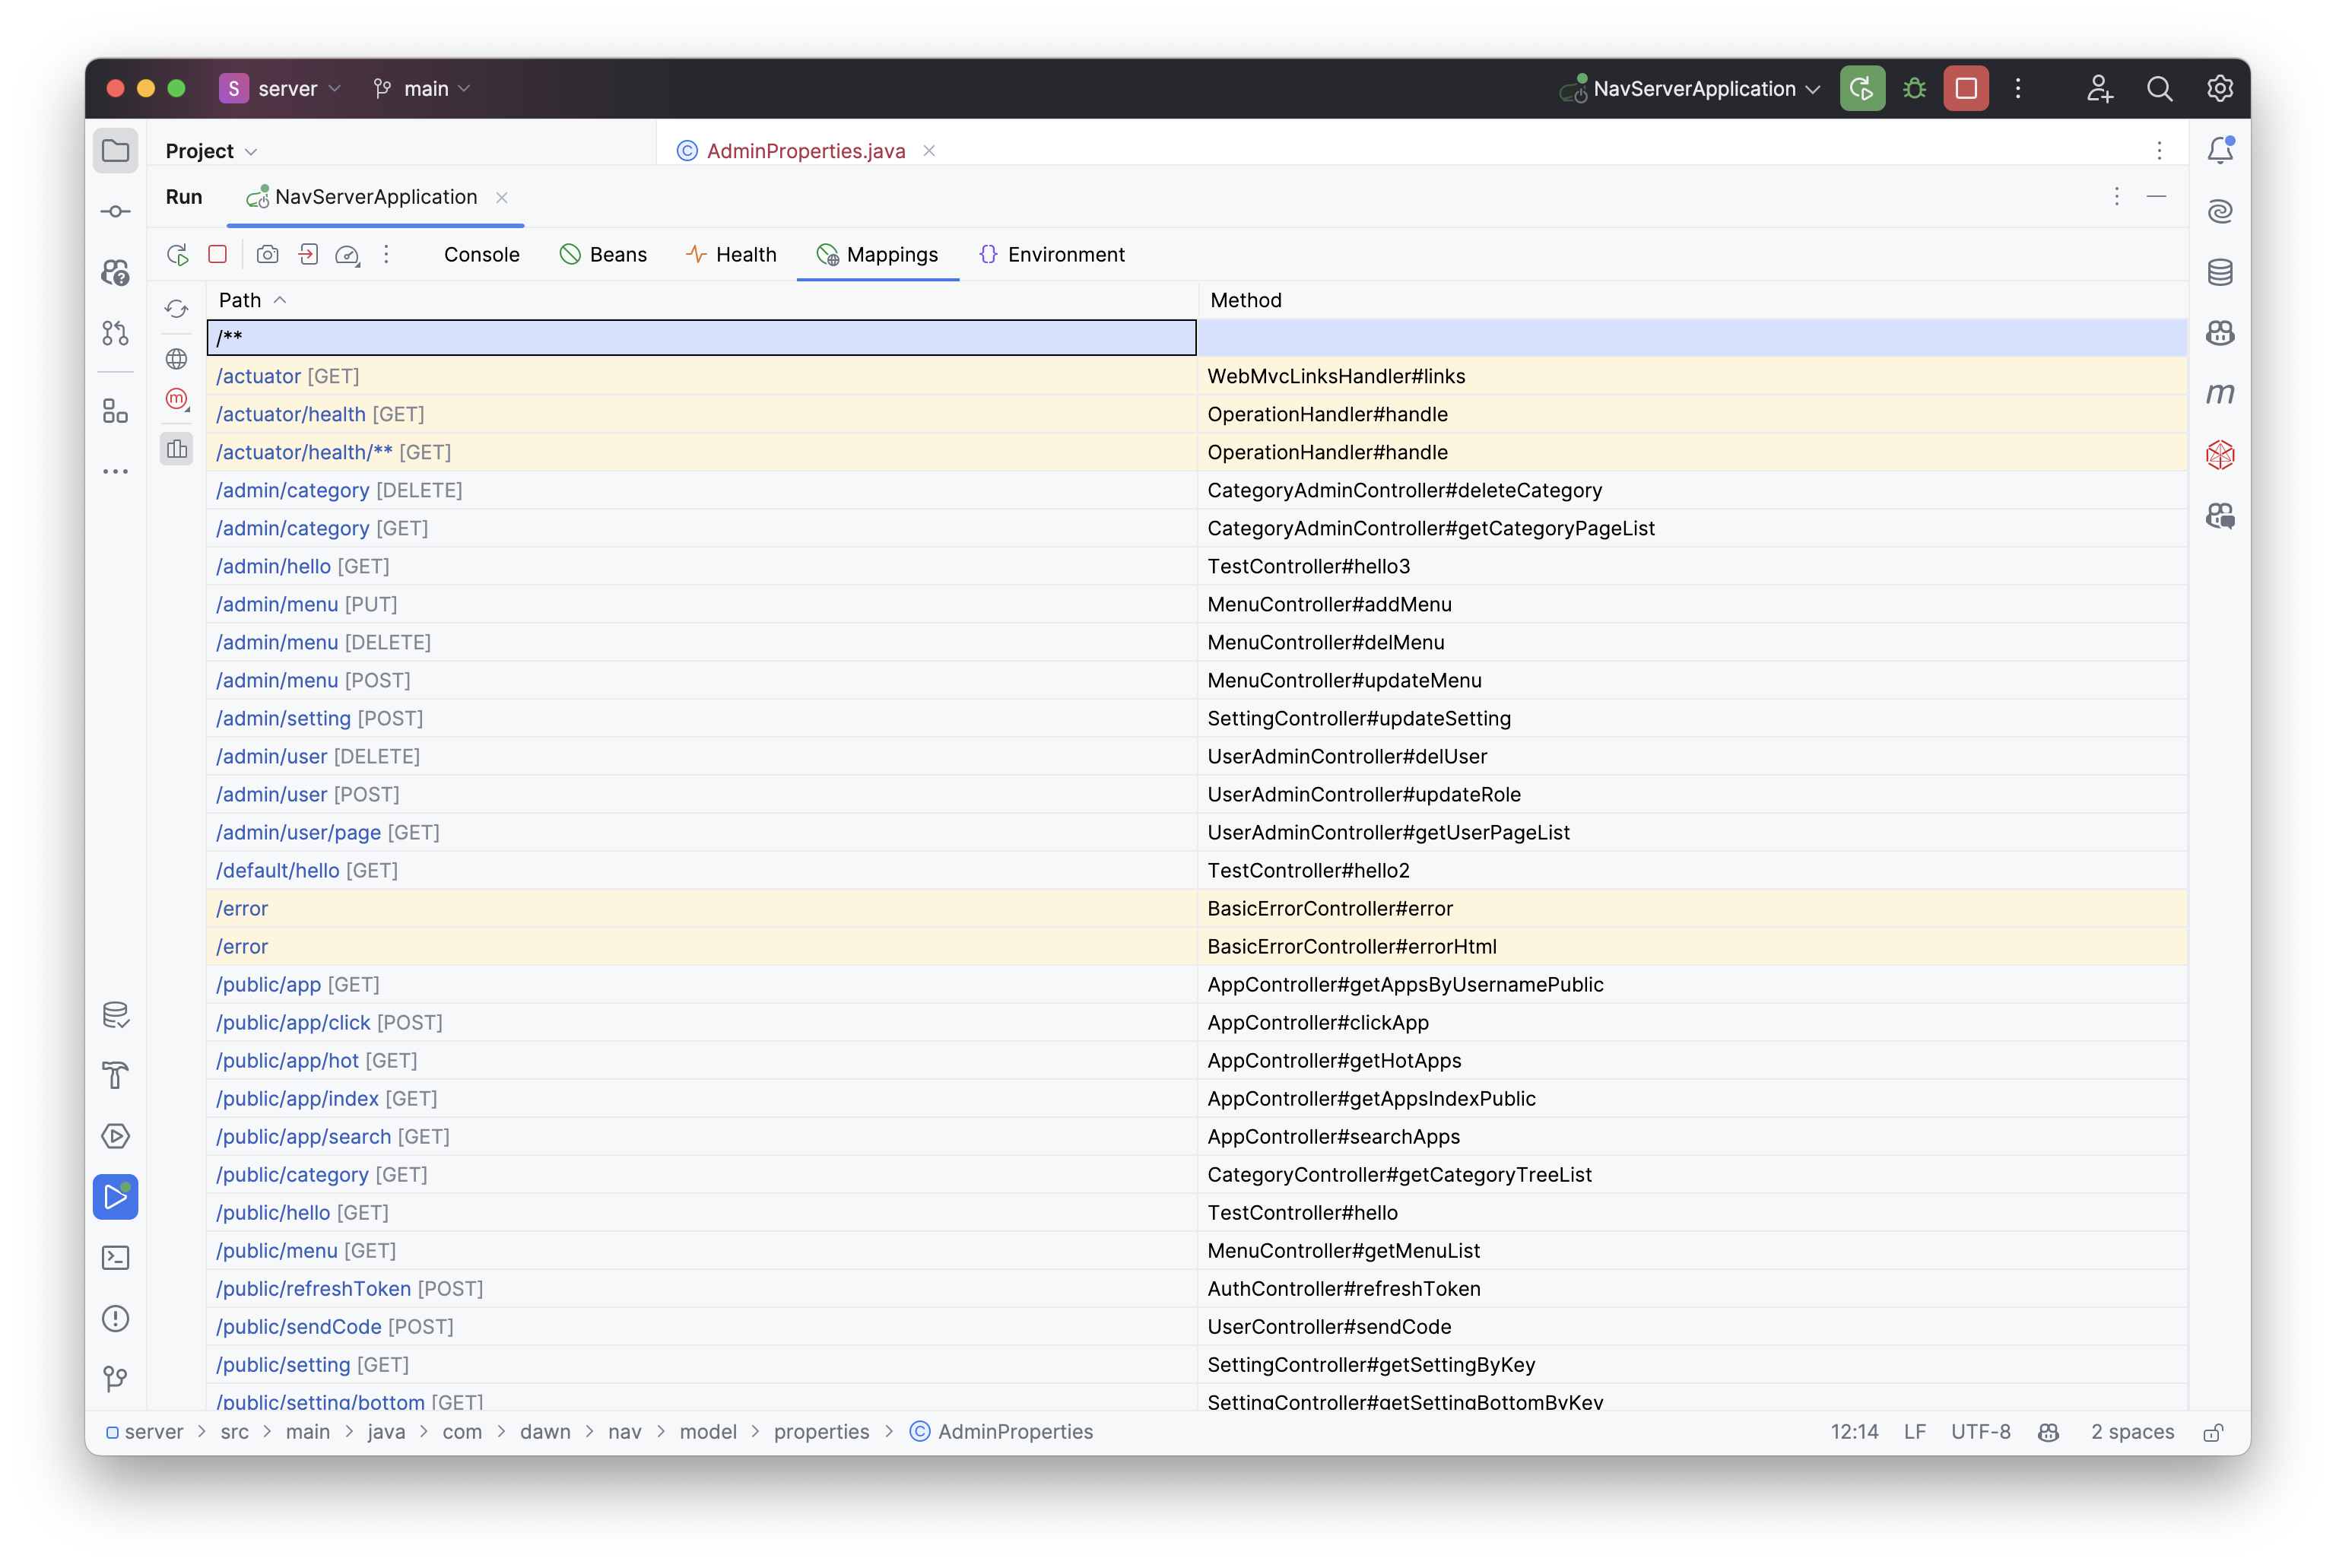 S server main NavServerApplication
Project AdminProperties.java
Run NavServerApplication
Console Beans Health Mappings Environment
Path Method
/**
/actuator [GET] WebMvcLinksHandler#links
/actuator/health [GET] OperationHandler#handle
/actuator/health/** [GET] OperationHandler#handle
/admin/category [DELETE] CategoryAdminController#deleteCategory
/admin/category [GET] CategoryAdminController#getCategoryPageList
/admin/hello [GET] TestController#hello3
/admin/menu [PUT] MenuController#addMenu
/admin/menu [DELETE] MenuController#delMenu
/admin/menu [POST] MenuController#updateMenu
/admin/setting [POST] SettingController#updateSetting
/admin/user [DELETE] UserAdminController#delUser
/admin/user [POST] UserAdminController#updateRole
/admin/user/page [GET] UserAdminController#getUserPageList
/default/hello [GET] TestController#hello2
/error BasicErrorController#error
/error BasicErrorController#errorHtml
/public/app [GET] AppController#getAppsByUsernamePublic
/public/app/click [POST] AppController#clickApp
/public/app/hot [GET] AppController#getHotApps
/public/app/index [GET] AppController#getAppsIndexPublic
/public/app/search [GET] AppController#searchApps
/public/category [GET] CategoryController#getCategoryTreeList
/public/hello [GET] TestController#hello
/public/menu [GET] MenuController#getMenuList
/public/refreshToken [POST] AuthController#refreshToken
/public/sendCode [POST] UserController#sendCode
/public/setting [GET] SettingController#getSettingByKey
/public/setting/bottom [GET] SettingController#getSettingBottomByKey
server > src > main > java > com > dawn > nav > model > properties > AdminProperties 12:14 LF UTF-8 2 spaces